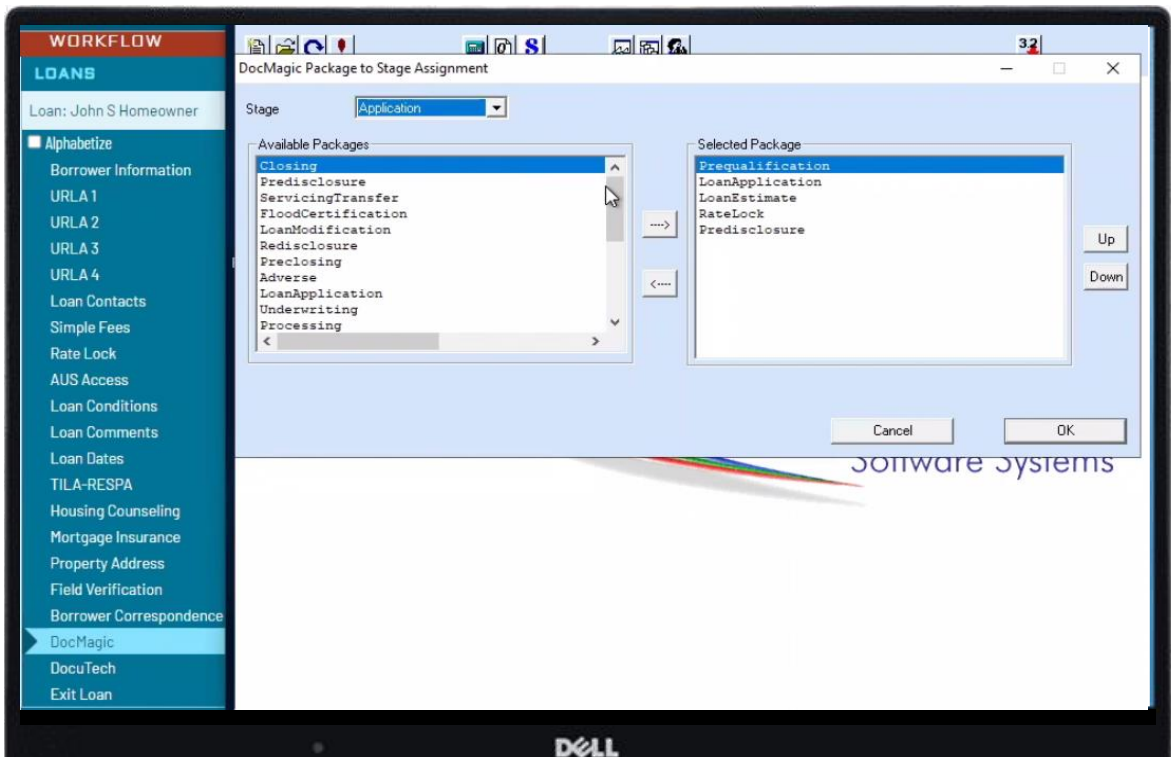 WORKFLOW
LOANS
Loan: John S Homeowner
Alphabetize
Borrower Information
URLA 1
URLA 2
URLA 3
URLA 4
Loan Contacts
Simple Fees
Rate Lock
AUS Access
Loan Conditions
Loan Comments
Loan Dates
TILA-RESPA
Housing Counseling
Mortgage Insurance
Property Address
Field Verification
Borrower Correspondence
DocMagic
DocuTech
Exit Loan
S
3.2
DocMagic Package to Stage Assignment
Stage
Application
Available Packages
Closing
Predisclosure
ServicingTransfer
FloodCertification
LoanModification
Redisclosure
Preclosing
Adverse
LoanApplication
Underwriting
Processing
---->
<----
Selected Package
Prequalification
LoanApplication
LoanEstimate
RateLock
Predisclosure
Up
Down
Cancel
OK
Software Systems
DELL